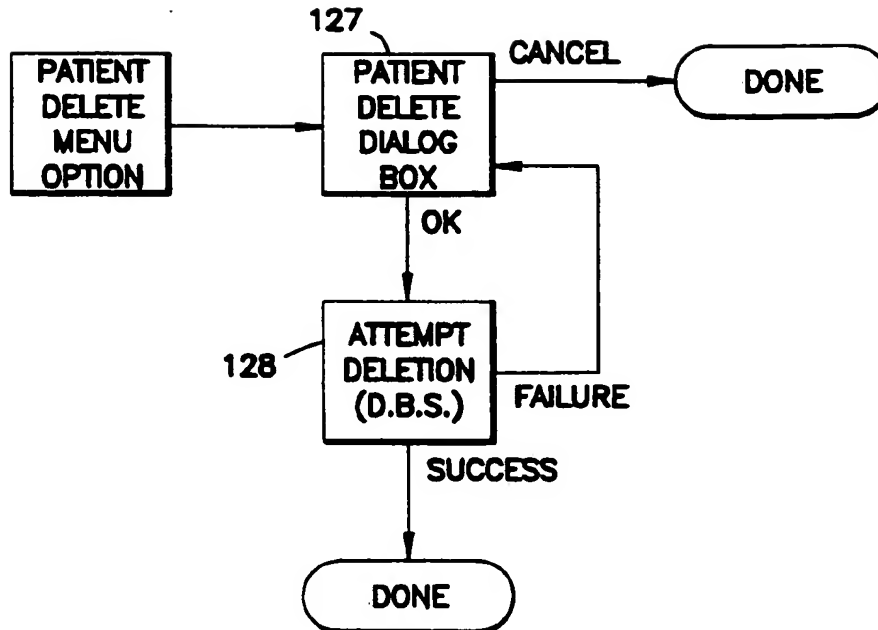 127
PATIENT
DELETE
MENU
OPTION
PATIENT
DELETE
DIALOG
BOX
CANCEL
DONE
OK
128
ATTEMPT
DELETION
(D.B.S.)
FAILURE
SUCCESS
DONE